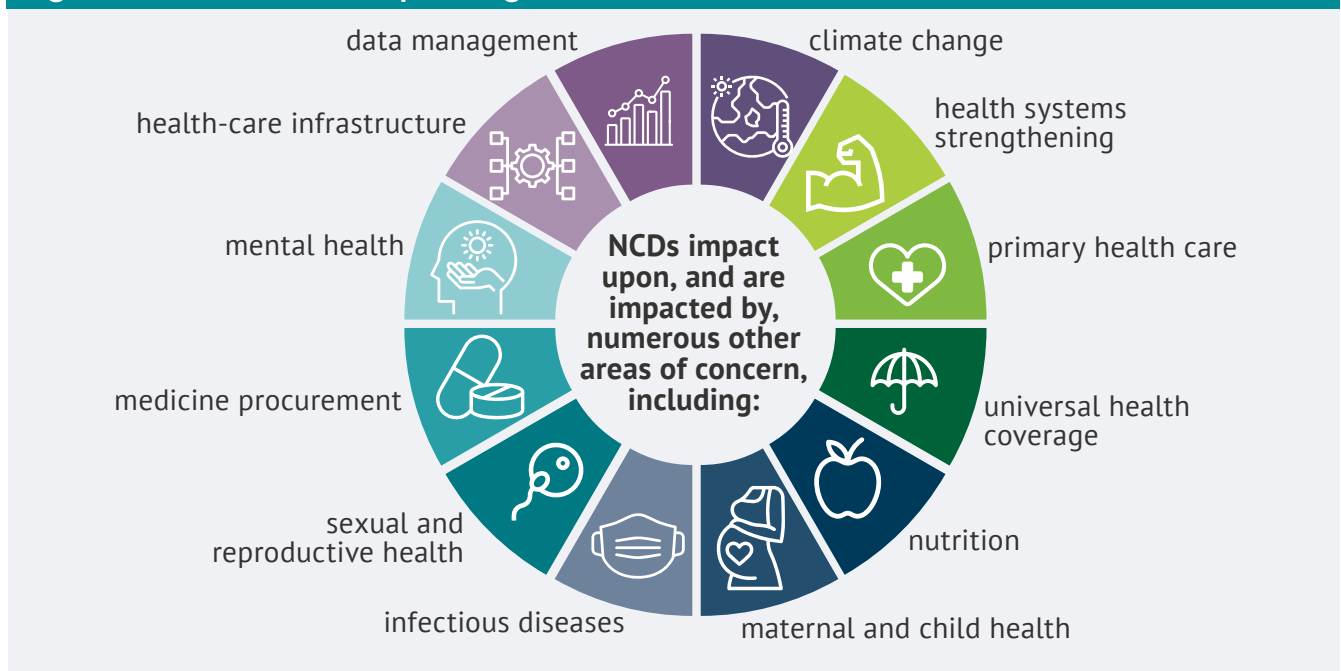 data management
climate change
health-care infrastructure
health systems
strengthening
mental health
primary health care
NCDs impact
upon, and are
impacted by,
numerous other
areas of concern,
including:
medicine procurement
universal health
coverage
sexual and
reproductive health
nutrition
infectious diseases
maternal and child health